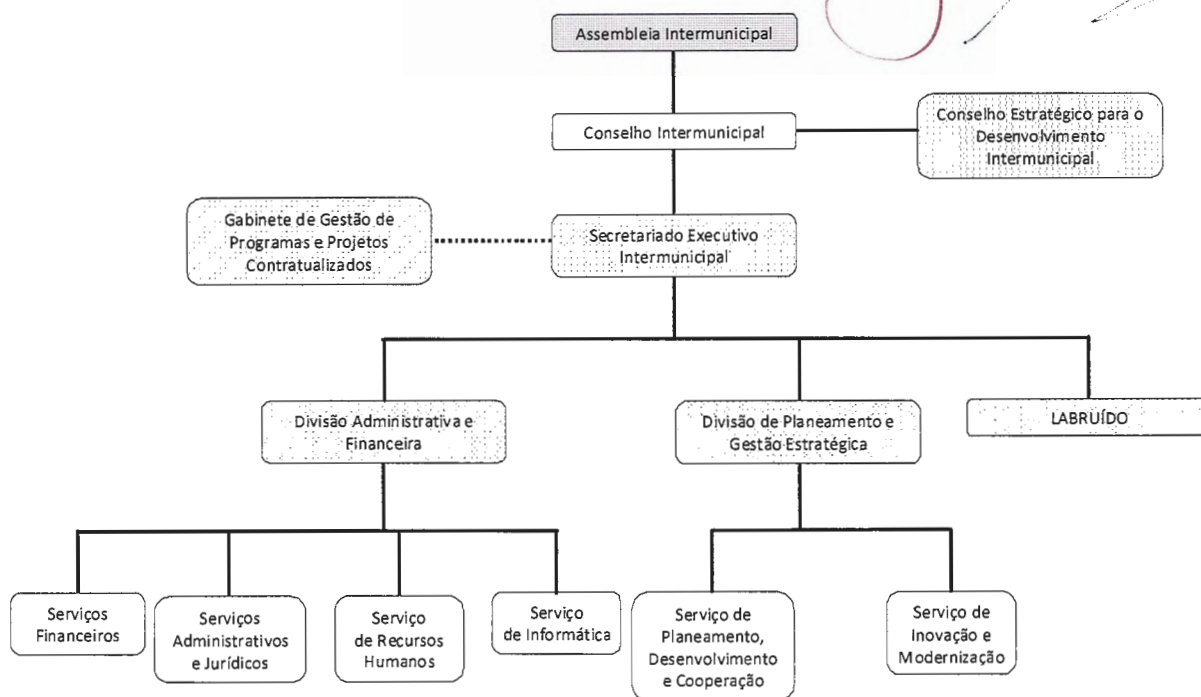 Assembleia Intermunicipal
Conselho Intermunicipal
Conselho Estratégico para o
Desenvolvimento
Intermunicipal
Gabinete de Gestão de
Programas e Projetos
Contratualizados
Secretariado Executivo
Intermunicipal
Divisão Administrativa e
Financeira
Divisão de Planeamento e
Gestão Estratégica
LABRUÍDO
Serviços
Financeiros
Serviços
Administrativos
e Jurídicos
Serviço
de Recursos
Humanos
Serviço
de Informática
Serviço de
Planeamento,
Desenvolvimento
e Cooperação
Serviço de
Inovação e
Modernização